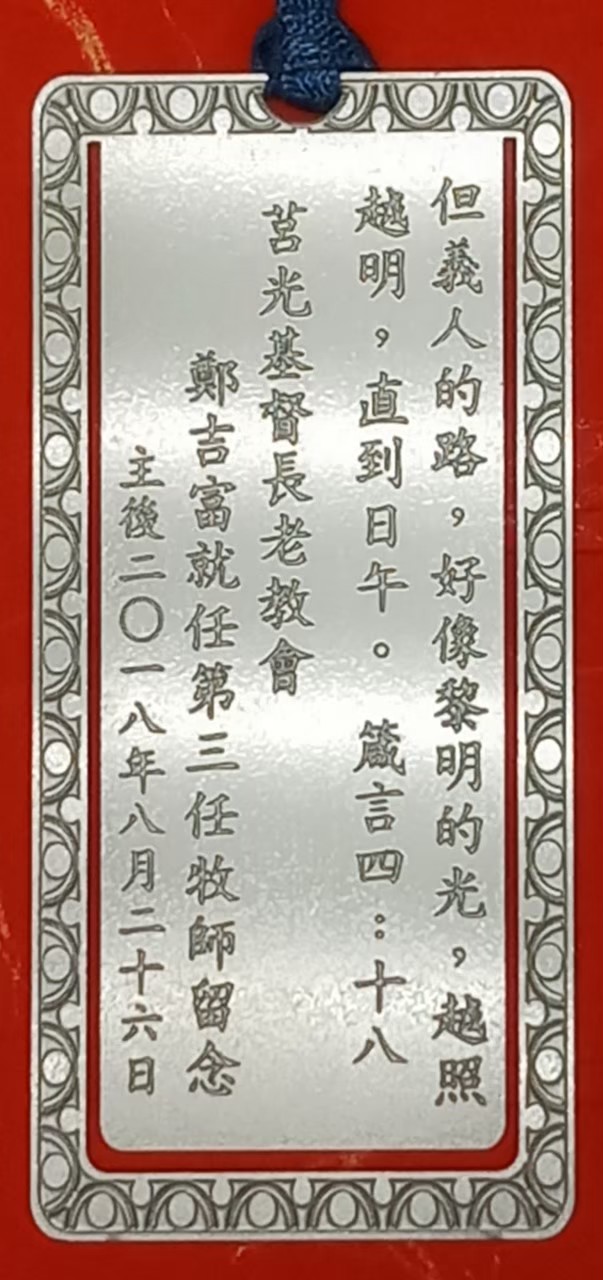 但義人的路，好像黎明的光，越照
越明，直到日午。 箴言四：十八
莒光基督長老教會
鄭吉富就任第三任牧師留念
主後二〇一八年八月二十六日